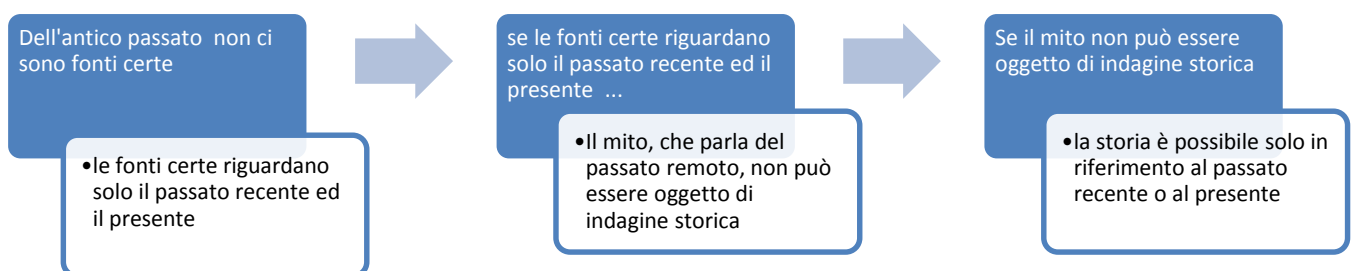 Dell'antico passato  non ci
sono fonti certe
•le fonti certe riguardano
solo il passato recente ed
il presente
se le fonti certe riguardano
solo il passato recente ed il
presente  ...
•Il mito, che parla del
passato remoto, non può
essere oggetto di
indagine storica
Se il mito non può essere
oggetto di indagine storica
•la storia è possibile solo in
riferimento al passato
recente o al presente